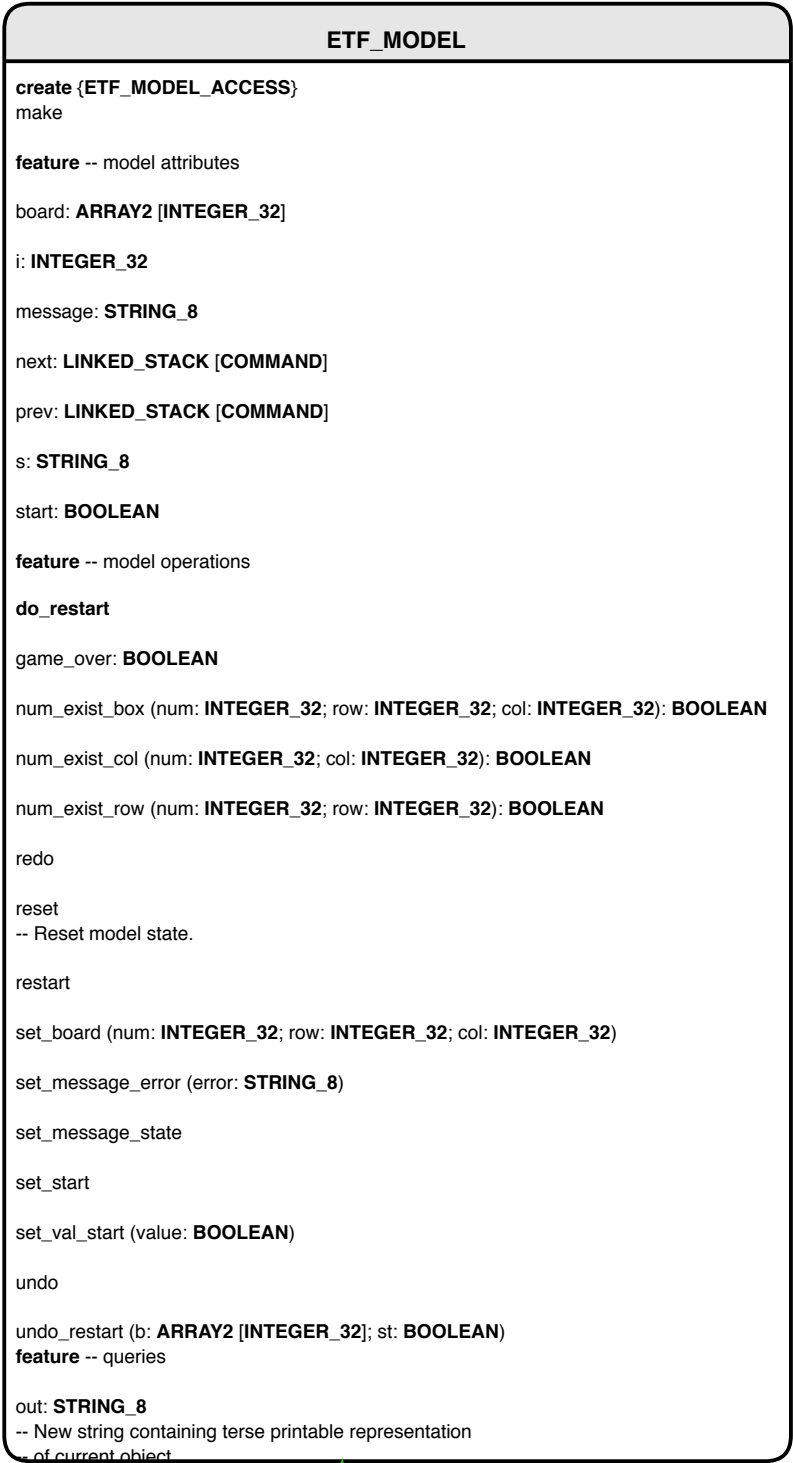 ETF_MODEL
create {ETF_MODEL_ACCESS}
make
feature -- model attributes
board: ARRAY2 [INTEGER_32]
i: INTEGER_32
message: STRING_8
next: LINKED_STACK [COMMAND]
prev: LINKED_STACK [COMMAND]
s: STRING_8
start: BOOLEAN
feature -- model operations
do_restart
game_over: BOOLEAN
num_exist_box (num: INTEGER_32; row: INTEGER_32; col: INTEGER_32): BOOLEAN
num_exist_col (num: INTEGER_32; col: INTEGER_32): BOOLEAN
num_exist_row (num: INTEGER_32; row: INTEGER_32): BOOLEAN
redo
reset
-- Reset model state.
restart
set_board (num: INTEGER_32; row: INTEGER_32; col: INTEGER_32)
set_message_error (error: STRING_8)
set_message_state
set_start
set_val_start (value: BOOLEAN)
undo
undo_restart (b: ARRAY2 [INTEGER_32]; st: BOOLEAN)
feature -- queries
out: STRING_8
-- New string containing terse printable representation
-- of current object